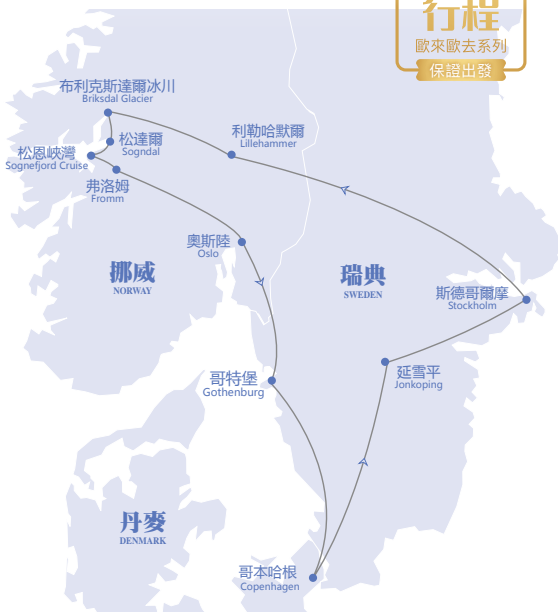 行程
歐來歐去系列
保證出發
布利克斯達爾冰川
Briksdal Glacier
松達爾
Sogndal
利勒哈默爾
Lillehammer
松恩峽灣
Sognefjord Cruise
弗洛姆
Fromm
奧斯陸
Oslo
挪威
NORWAY
瑞典
SWEDEN
斯德哥爾摩
Stockholm
哥特堡
Gothenburg
延雪平
Jonkoping
丹麥
DENMARK
哥本哈根
Copenhagen